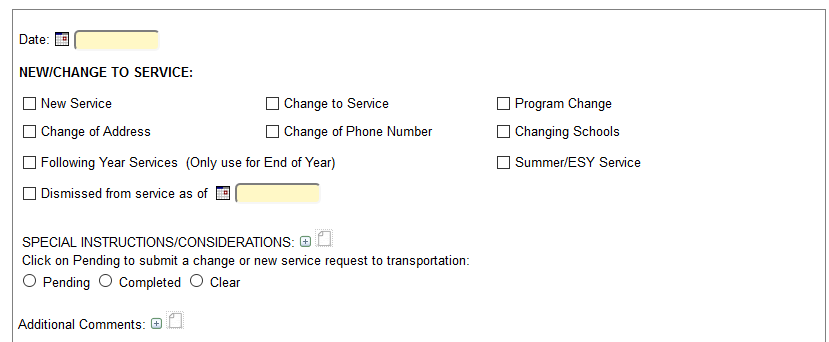 Date:
NEW/CHANGE TO SERVICE:
New Service Change to Service Program Change
Change of Address Change of Phone Number Changing Schools
Following Year Services (Only use for End of Year) Summer/ESY Service
Dismissed from service as of
SPECIAL INSTRUCTIONS/CONSIDERATIONS:
Click on Pending to submit a change or new service request to transportation:
Pending Completed Clear
Additional Comments: